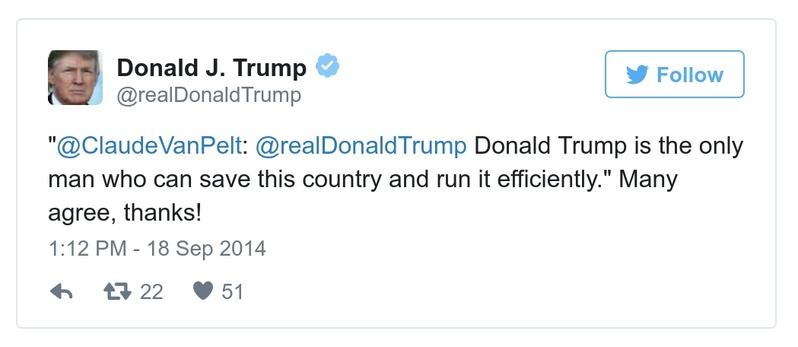 Donald J. Trump
@realDonaldTrump
Follow
"@ClaudeVanPelt: @realDonaldTrump Donald Trump is the only
man who can save this country and run it efficiently." Many
agree, thanks!
1:12 PM - 18 Sep 2014
22 51